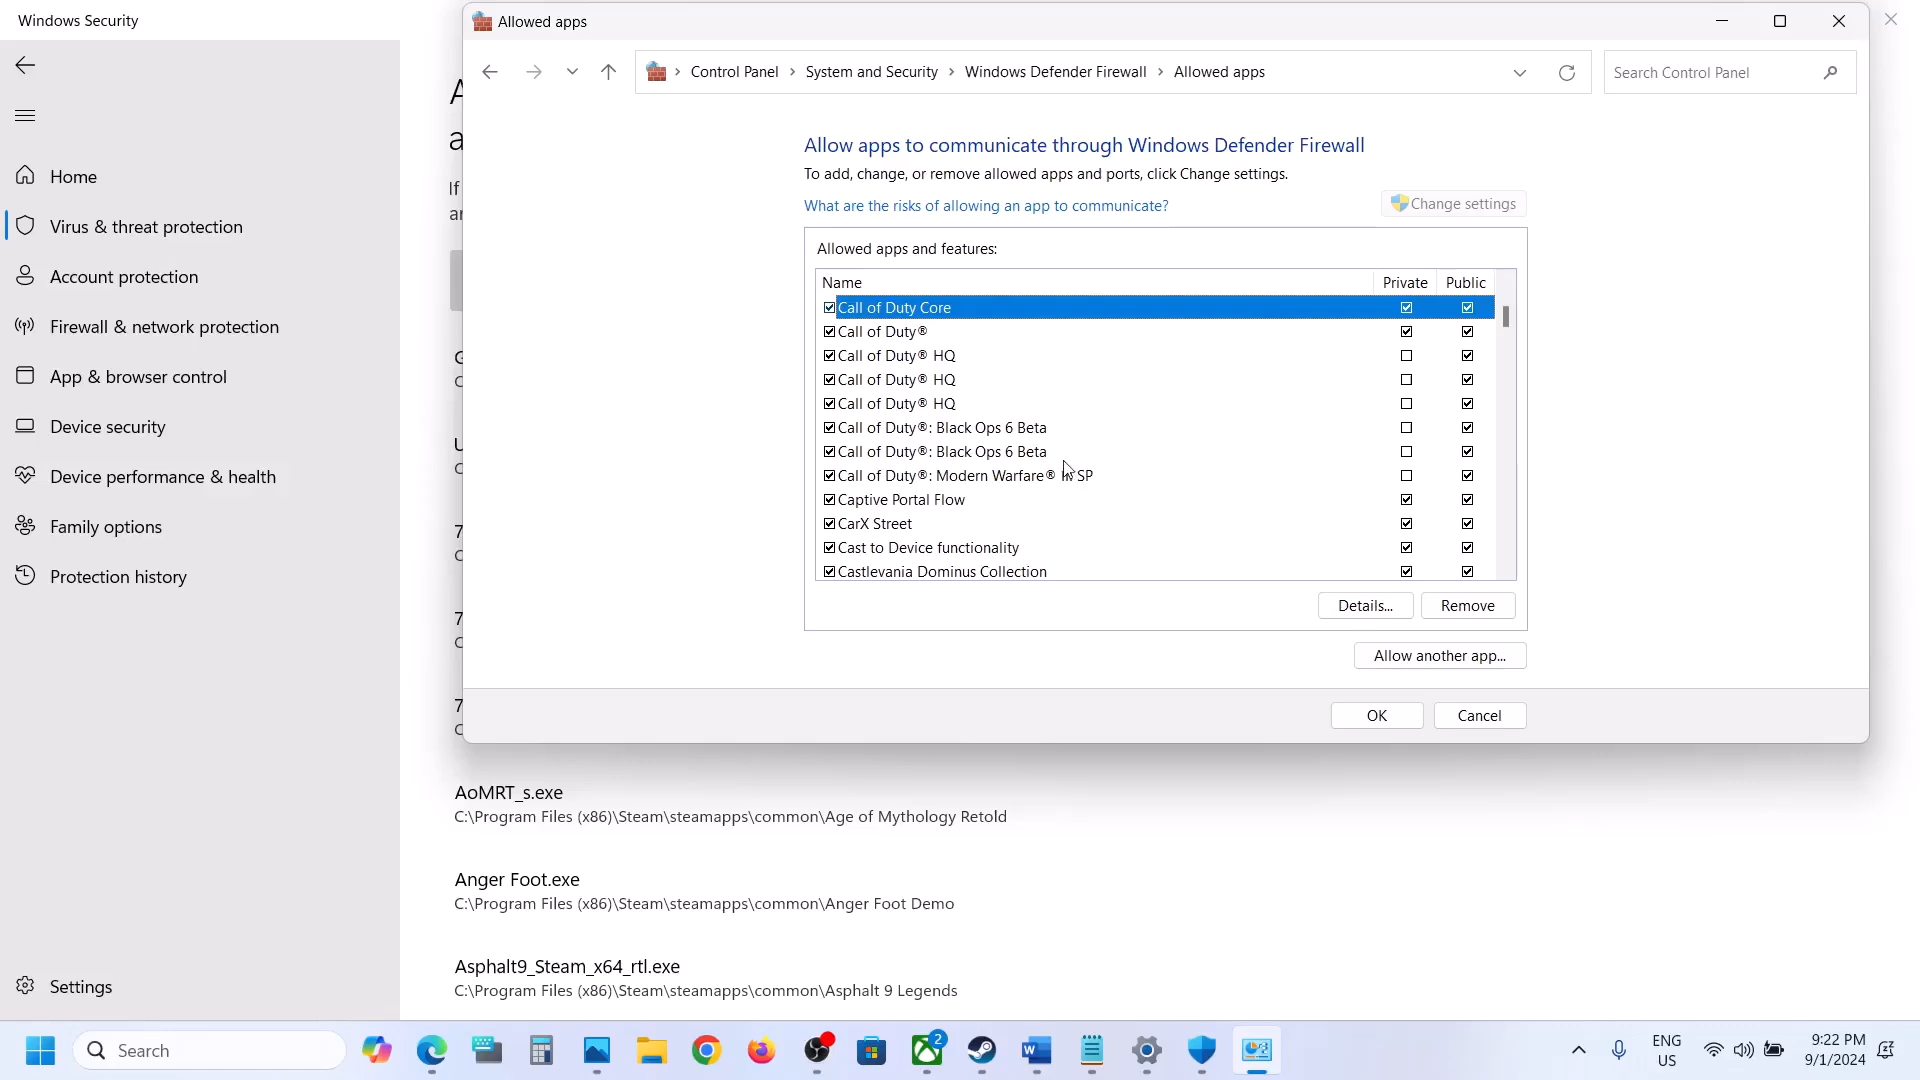 Windows Security
Home
Virus & threat protection
Account protection
Firewall & network protection
App & browser control
Device security
Device performance & health
Family options
Protection history
Settings
Allowed apps
Control Panel > System and Security > Windows Defender Firewall > Allowed apps
Search Control Panel
Allow apps to communicate through Windows Defender Firewall
To add, change, or remove allowed apps and ports, click Change settings.
What are the risks of allowing an app to communicate?
Change settings
Allowed apps and features:
Name Private Public
Call of Duty Core
Call of Duty®
Call of Duty® HQ
Call of Duty® HQ
Call of Duty® HQ
Call of Duty®: Black Ops 6 Beta
Call of Duty®: Black Ops 6 Beta
Call of Duty®: Modern Warfare® SP
Captive Portal Flow
CarX Street
Cast to Device functionality
Castlevania Dominus Collection
Details...
Remove
Allow another app...
OK
Cancel
If
AoMRT_s.exe
C:\Program Files (x86)\Steam\steamapps\common\Age of Mythology Retold
Anger Foot.exe
C:\Program Files (x86)\Steam\steamapps\common\Anger Foot Demo
Asphalt9_Steam_x64_rtl.exe
C:\Program Files (x86)\Steam\steamapps\common\Asphalt 9 Legends
Search
2
ENG
US
9:22 PM
9/1/2024